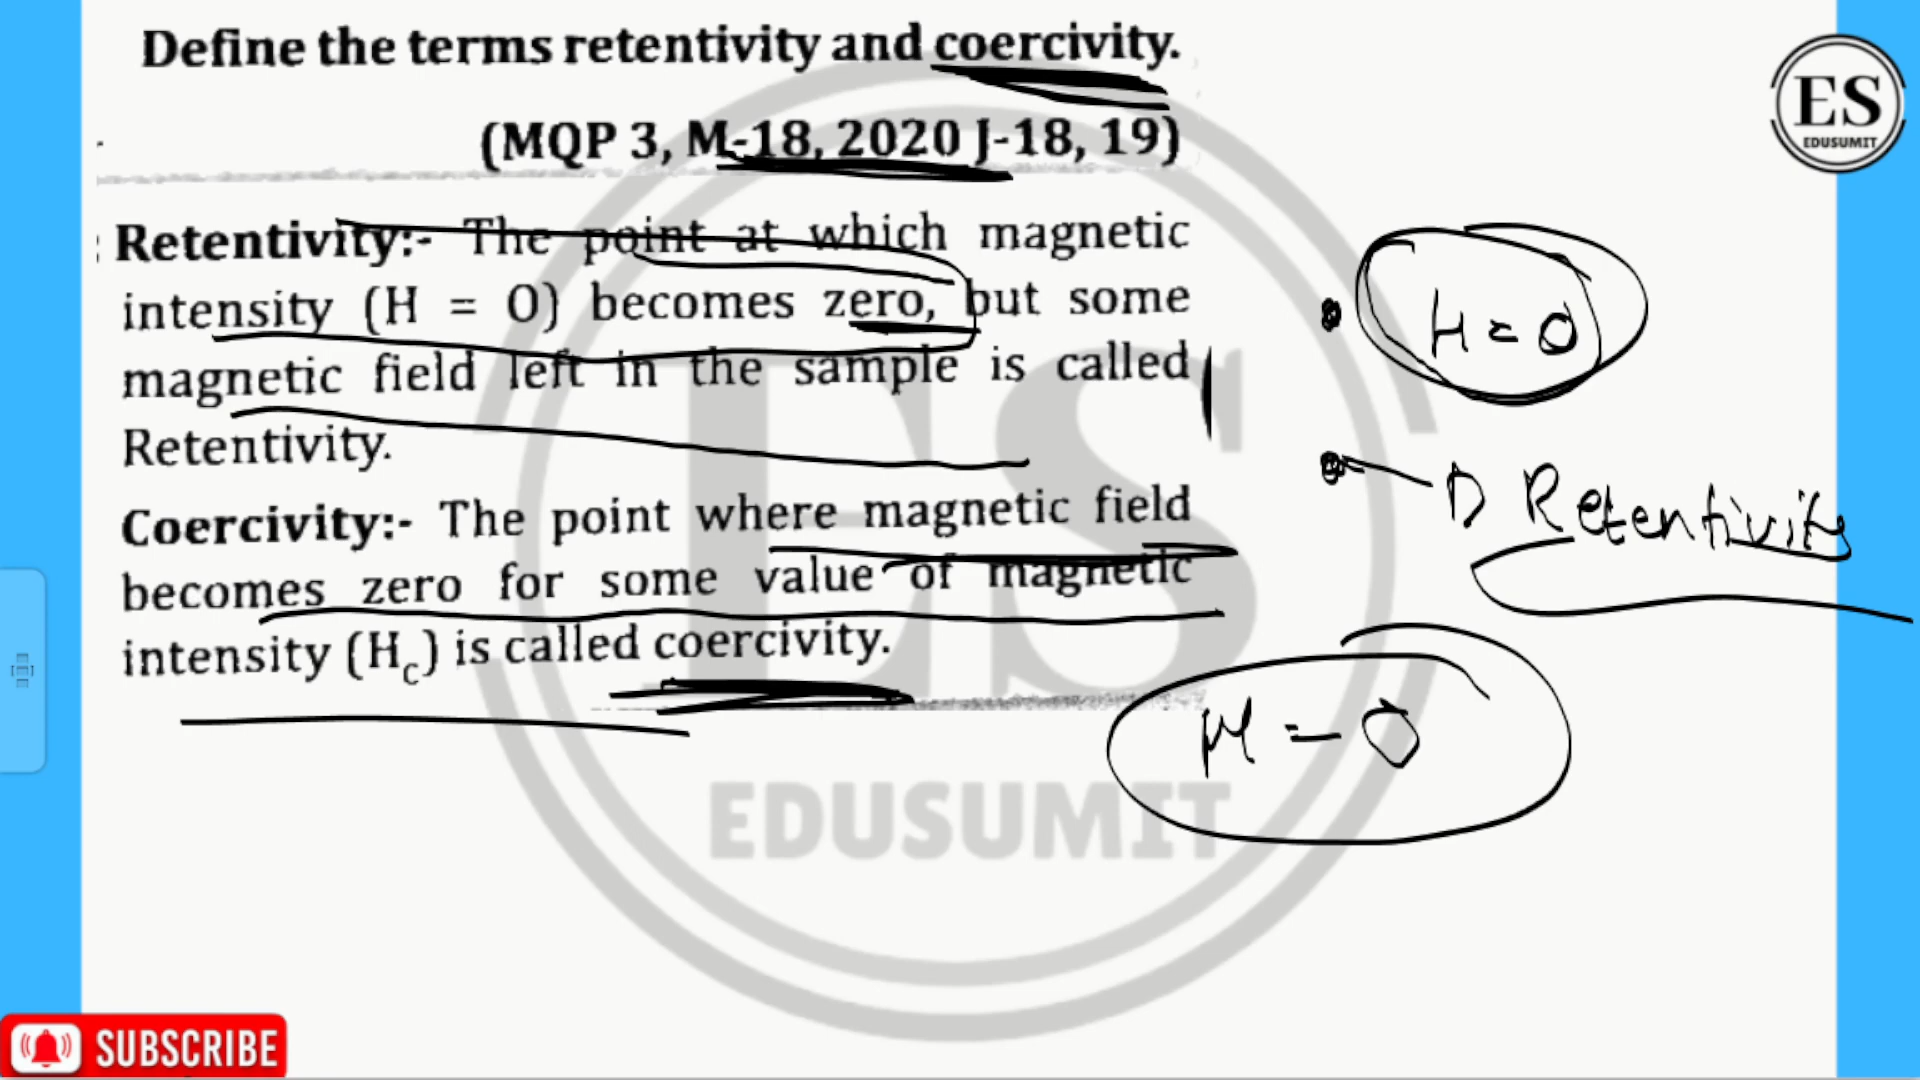 Define the terms retentivity and coercivity.
(MQP 3, M-18, 2020 J-18, 19)
Retentivity:- The point at which magnetic
intensity (H = O) becomes zero, but some
magnetic field left in the sample is called
Retentivity.
Coercivity:- The point where magnetic field
becomes zero for some value of magnetic
intensity (Hc) is called coercivity.
H = 0
Retentivity
= 0
ES
EDUSUMIT
ES
EDUSUMIT
SUBSCRIBE